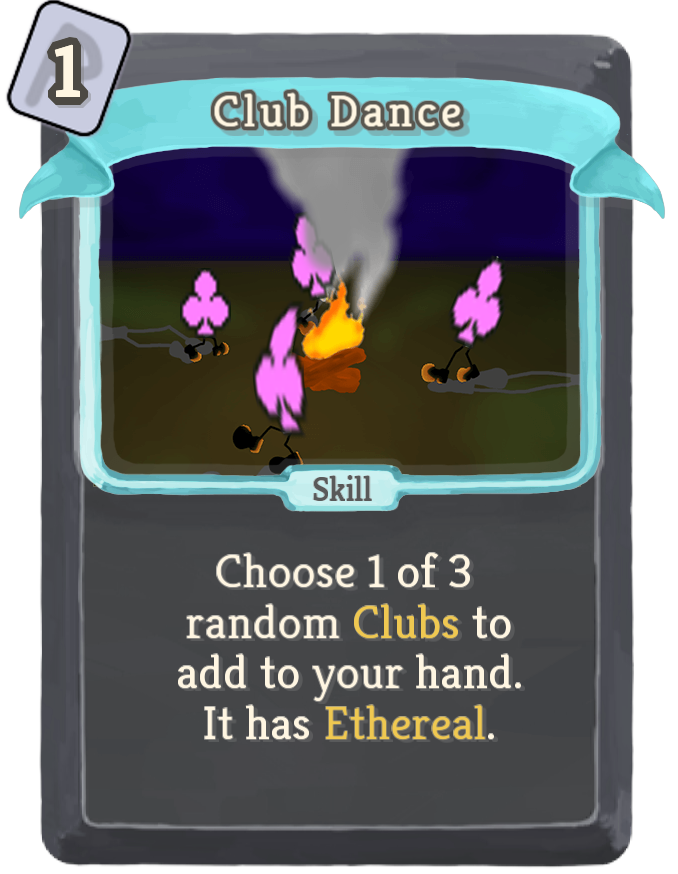 1
Club Dance
Skill
Choose 1 of 3
random Clubs to
add to your hand.
It has Ethereal.